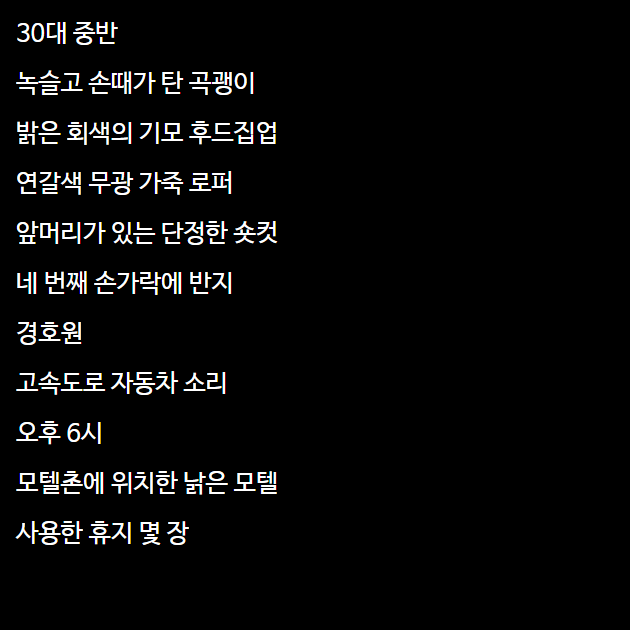 30대 중반
녹슬고 손때가 탄 곡괭이
밝은 회색의 기모 후드집업
연갈색 무광 가죽 로퍼
앞머리가 있는 단정한 숏컷
네 번째 손가락에 반지
경호원
고속도로 자동차 소리
오후 6시
모텔촌에 위치한 낡은 모텔
사용한 휴지 몇 장